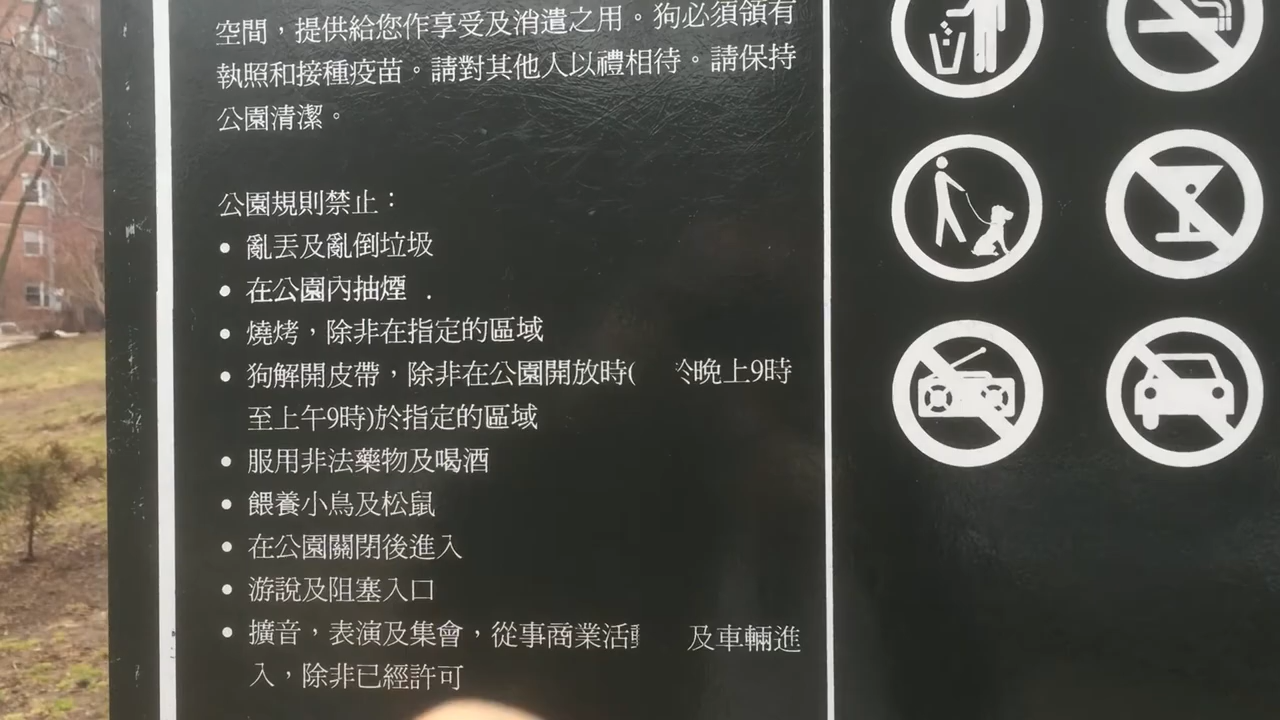 空間，提供給您作享受及消遣之用。狗必須領有
執照和接種疫苗。請對其他人以禮相待。請保持
公園清潔。
公園規則禁止：
• 亂丟及亂倒垃圾
• 在公園內抽煙 .
• 燒烤，除非在指定的區域
• 狗解開皮帶，除非在公園開放時( 晚上9時
至上午9時)於指定的區域
• 服用非法藥物及喝酒
• 餵養小鳥及松鼠
• 在公園關閉後進入
• 游說及阻塞入口
• 擴音，表演及集會，從事商業活動 及車輛進
入，除非已經許可